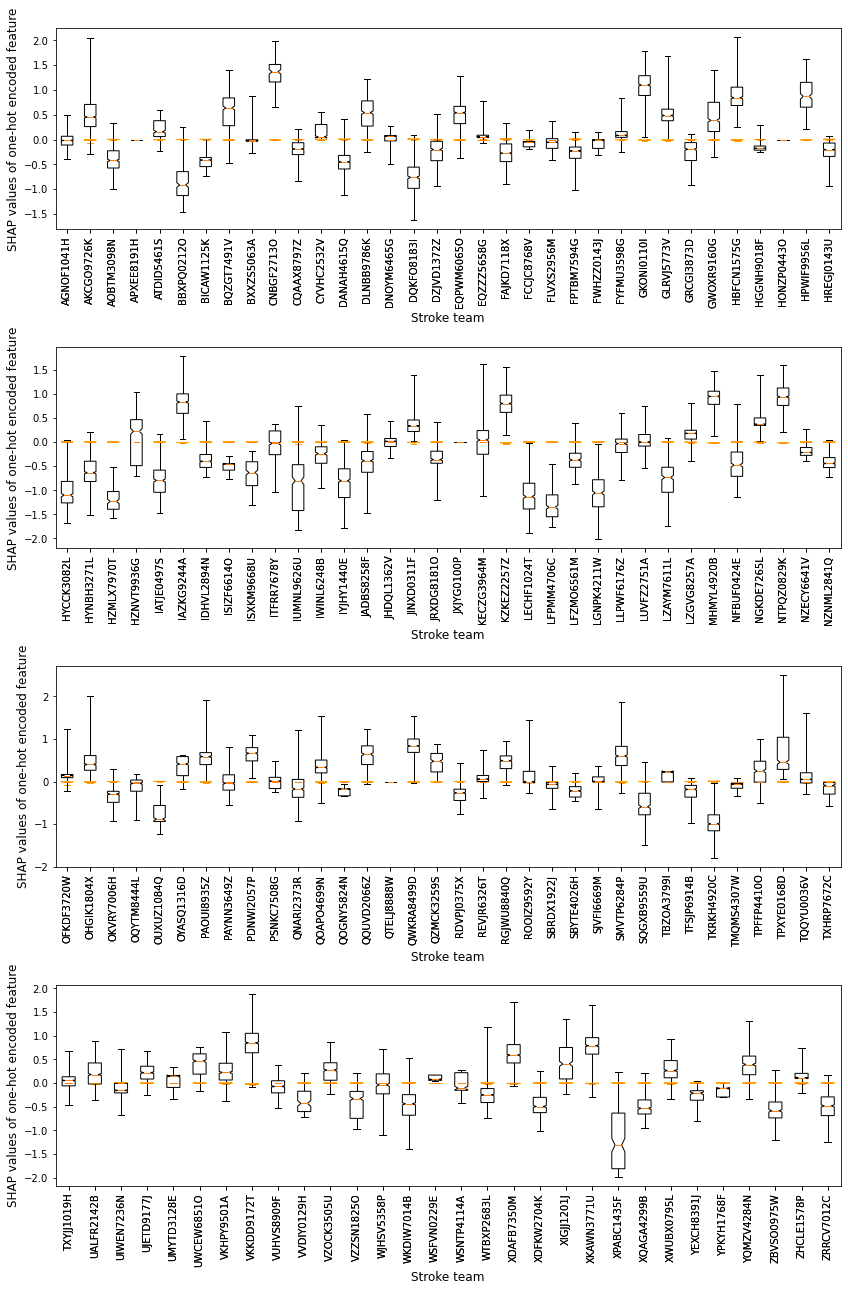 SHAP values of one-hot encoded feature
2.0
1.5
1.0
0.5
0.0
−0.5
−1.0
−1.5
AGNOF1041H
AKCGO9726K
AOBTM3098N
APXEE8191H
ATDID5461S
BBXPQ0212O
BICAW1125K
BQZGT7491V
BXXZS5063A
CNBGF2713O
CQAAX8797Z
CYVHC2532V
DANAH4615Q
DLNBB9786K
DNOYM6465G
DQKFO8183I
DZJVD1372Z
EQPWM6065O
EQZZZ5658G
FAJKD7118X
FCCJC8768V
FLVXS2956M
FPTBM7594G
FWHZZ0143J
FYFMU3598G
GKONI0110I
GLRVJ5773V
GRCGI3873D
GWOXR9160G
HBFCN1575G
HGGNH9018F
HONZP0443O
HPWIF9956L
HREGJ0143U
Stroke team
SHAP values of one-hot encoded feature
1.5
1.0
0.5
0.0
−0.5
−1.0
−1.5
−2.0
HYCCK3082L
HYNBH3271L
HZMLX7970T
HZNVT9936G
IATJE0497S
IAZKG9244A
IDHVL2894N
ISIZF6614O
ISXKM9668U
ITFRR7678Y
IUMNL9626U
IWINL6248B
IYJHY1440E
JADBS8258F
JHDQL1362V
JINXD0311F
JRXDG8181O
JXJYG0100P
KECZG3964M
KZKEZ2257Z
LECHF1024T
LFPMM4706C
LFZMO6561M
LGNPK4211W
LLPWF6176Z
LUVFZ2751A
LZAYM7611L
LZGVG8257A
MHMYL4920B
NFBUF0424E
NGKDE7265L
NTPQZ0829K
NZECY6641V
NZNML2841Q
Stroke team
SHAP values of one-hot encoded feature
2
1
0
−1
−2
OFKDF3720W
OHGIK1804X
OKVRY7006H
OQYTM8444L
OUXUZ1084Q
OYASQ1316D
PAOUI8935Z
PAYNN3649Z
PDNWI2057P
PSNKC7508G
QNARI2373R
QOAPO4699N
QOGNY5824N
QQUVD2066Z
QTELJ8888W
QWKRA8499D
QZMCK3259S
RDVPJ0375X
REVJR6326T
RGJWU8840Q
ROOIZ9592Y
SBRDX1922J
SBYTE4026H
SJVFI6669M
SMVTP6284P
SQGXB9559U
TBZOA3799I
TFSJP6914B
TKRKH4920C
TMQMS4307W
TPFFP4410O
TPXYE0168D
TQQYU0036V
TXHRP7672C
Stroke team
SHAP values of one-hot encoded feature
2.0
1.5
1.0
0.5
0.0
−0.5
−1.0
−1.5
−2.0
TXYJJ1019H
UALFR2142B
UIWEN7236N
UJETD9177J
UMYTD3128E
UWCEW6851O
VKHPY9501A
VKKDD9172T
VUHVS8909F
VVDIY0129H
VZOCK3505U
VZZSN1825O
WJHSV5358P
WKDIW7014B
WSFVN0229E
WSNTP4114A
WTBXP2683L
XDAFB7350M
XDFKW2704K
XIGJJ1201J
XKAWN3771U
XPABC1435F
XQAGA4299B
XWUBX0795L
YEXCH8391J
YPKYH1768F
YQMZV4284N
ZBVSO0975W
ZHCLE1578P
ZRRCV7012C
Stroke team